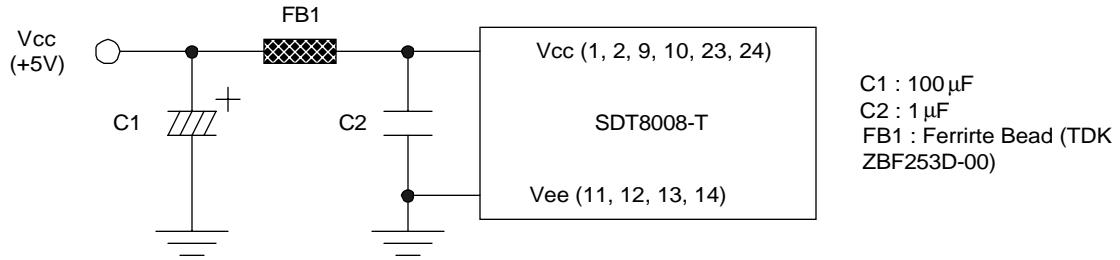 FB1
Vcc
(+5V)
Vcc (1, 2, 9, 10, 23, 24)
C1
+
C2
SDT8008-T
Vee (11, 12, 13, 14)
C1 : 100 μF
C2 : 1 μF
FB1 : Ferrirte Bead (TDK
ZBF253D-00)